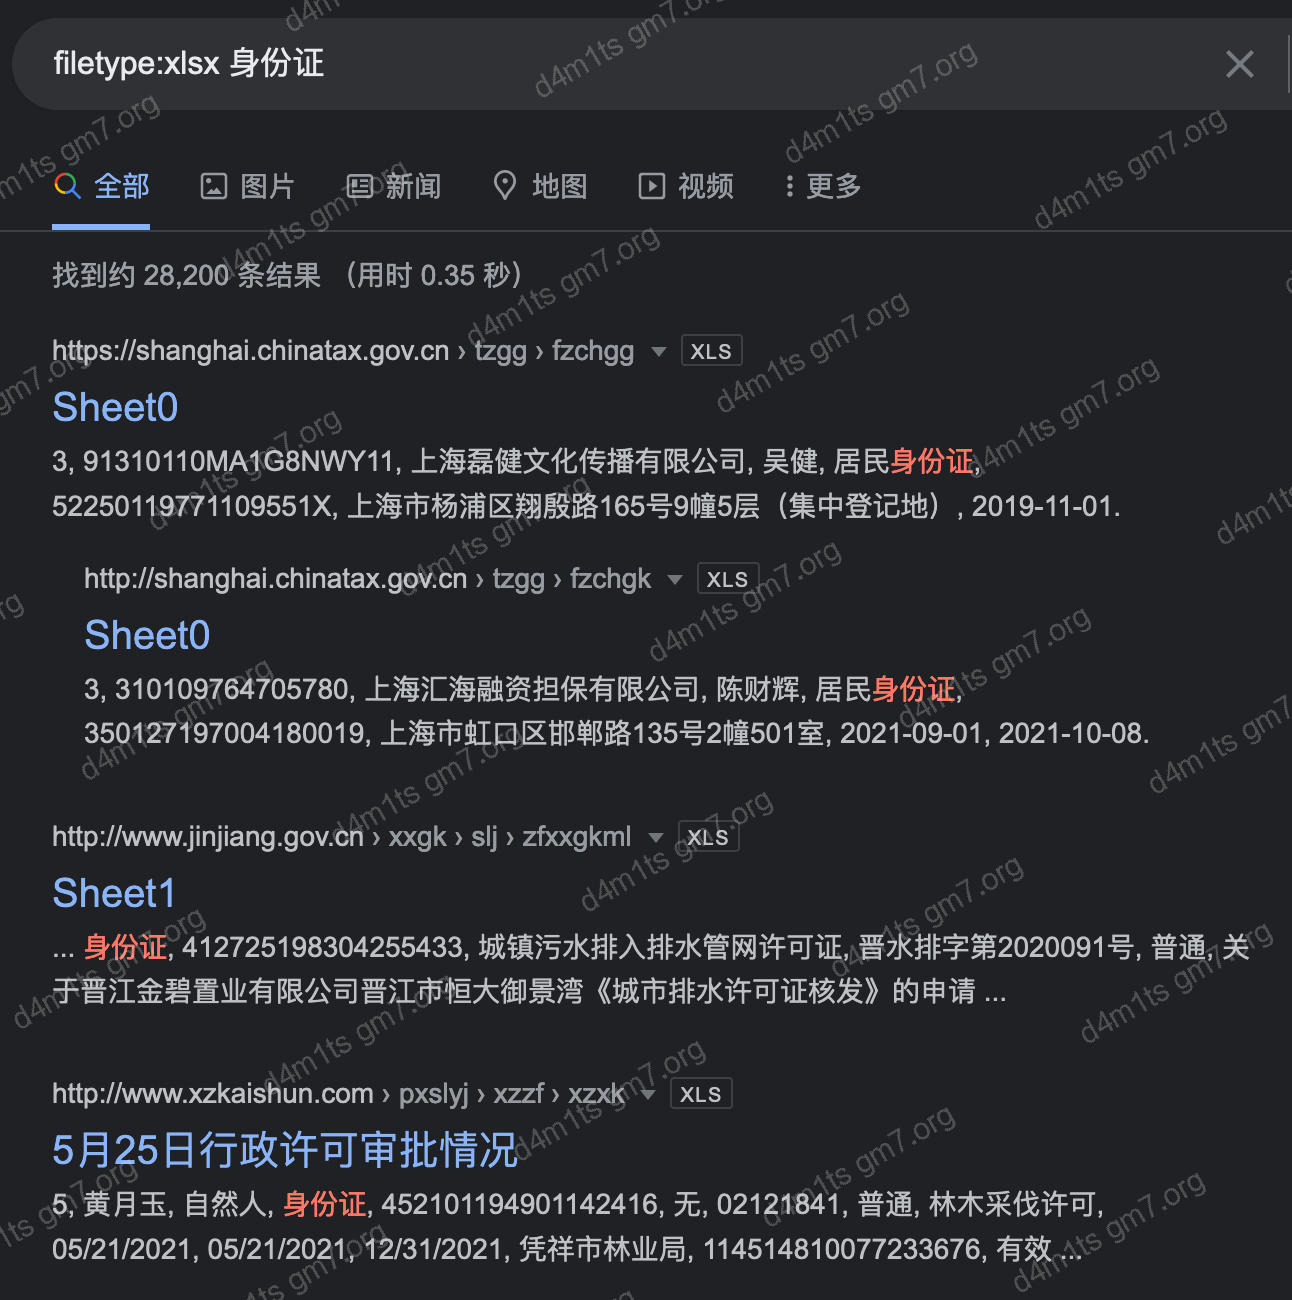 filetype:xlsx 身份证
全部 图片 新闻 地图 视频 更多
找到约 28,200 条结果 （用时 0.35 秒）
https://shanghai.chinatax.gov.cn › tzgg › fzchgg XLS
Sheet0
3, 91310110MA1G8NWY11, 上海磊健文化传播有限公司, 吴健, 居民身份证,
52250119771109551X, 上海市杨浦区翔殷路165号9幢5层（集中登记地）, 2019-11-01.
http://shanghai.chinatax.gov.cn › tzgg › fzchgk XLS
Sheet0
3, 310109764705780, 上海汇海融资担保有限公司, 陈财辉, 居民身份证,
350127197004180019, 上海市虹口区邯郸路135号2幢501室, 2021-09-01, 2021-10-08.
http://www.jinjiang.gov.cn › xxgk › slj › zfxxgkml XLS
Sheet1
... 身份证, 412725198304255433, 城镇污水排入排水管网许可证, 晋水排字第2020091号, 普通, 关
于晋江金碧置业有限公司晋江市恒大御景湾《城市排水许可证核发》的申请 ...
http://www.xzkaishun.com › pxslyj › xzzf › xzxk XLS
5月25日行政许可审批情况
5, 黄月玉, 自然人, 身份证, 452101194901142416, 无, 02121841, 普通, 林木采伐许可,
05/21/2021, 05/21/2021, 12/31/2021, 凭祥市林业局, 114514810077233676, 有效 ...
d4m1ts gm7.org